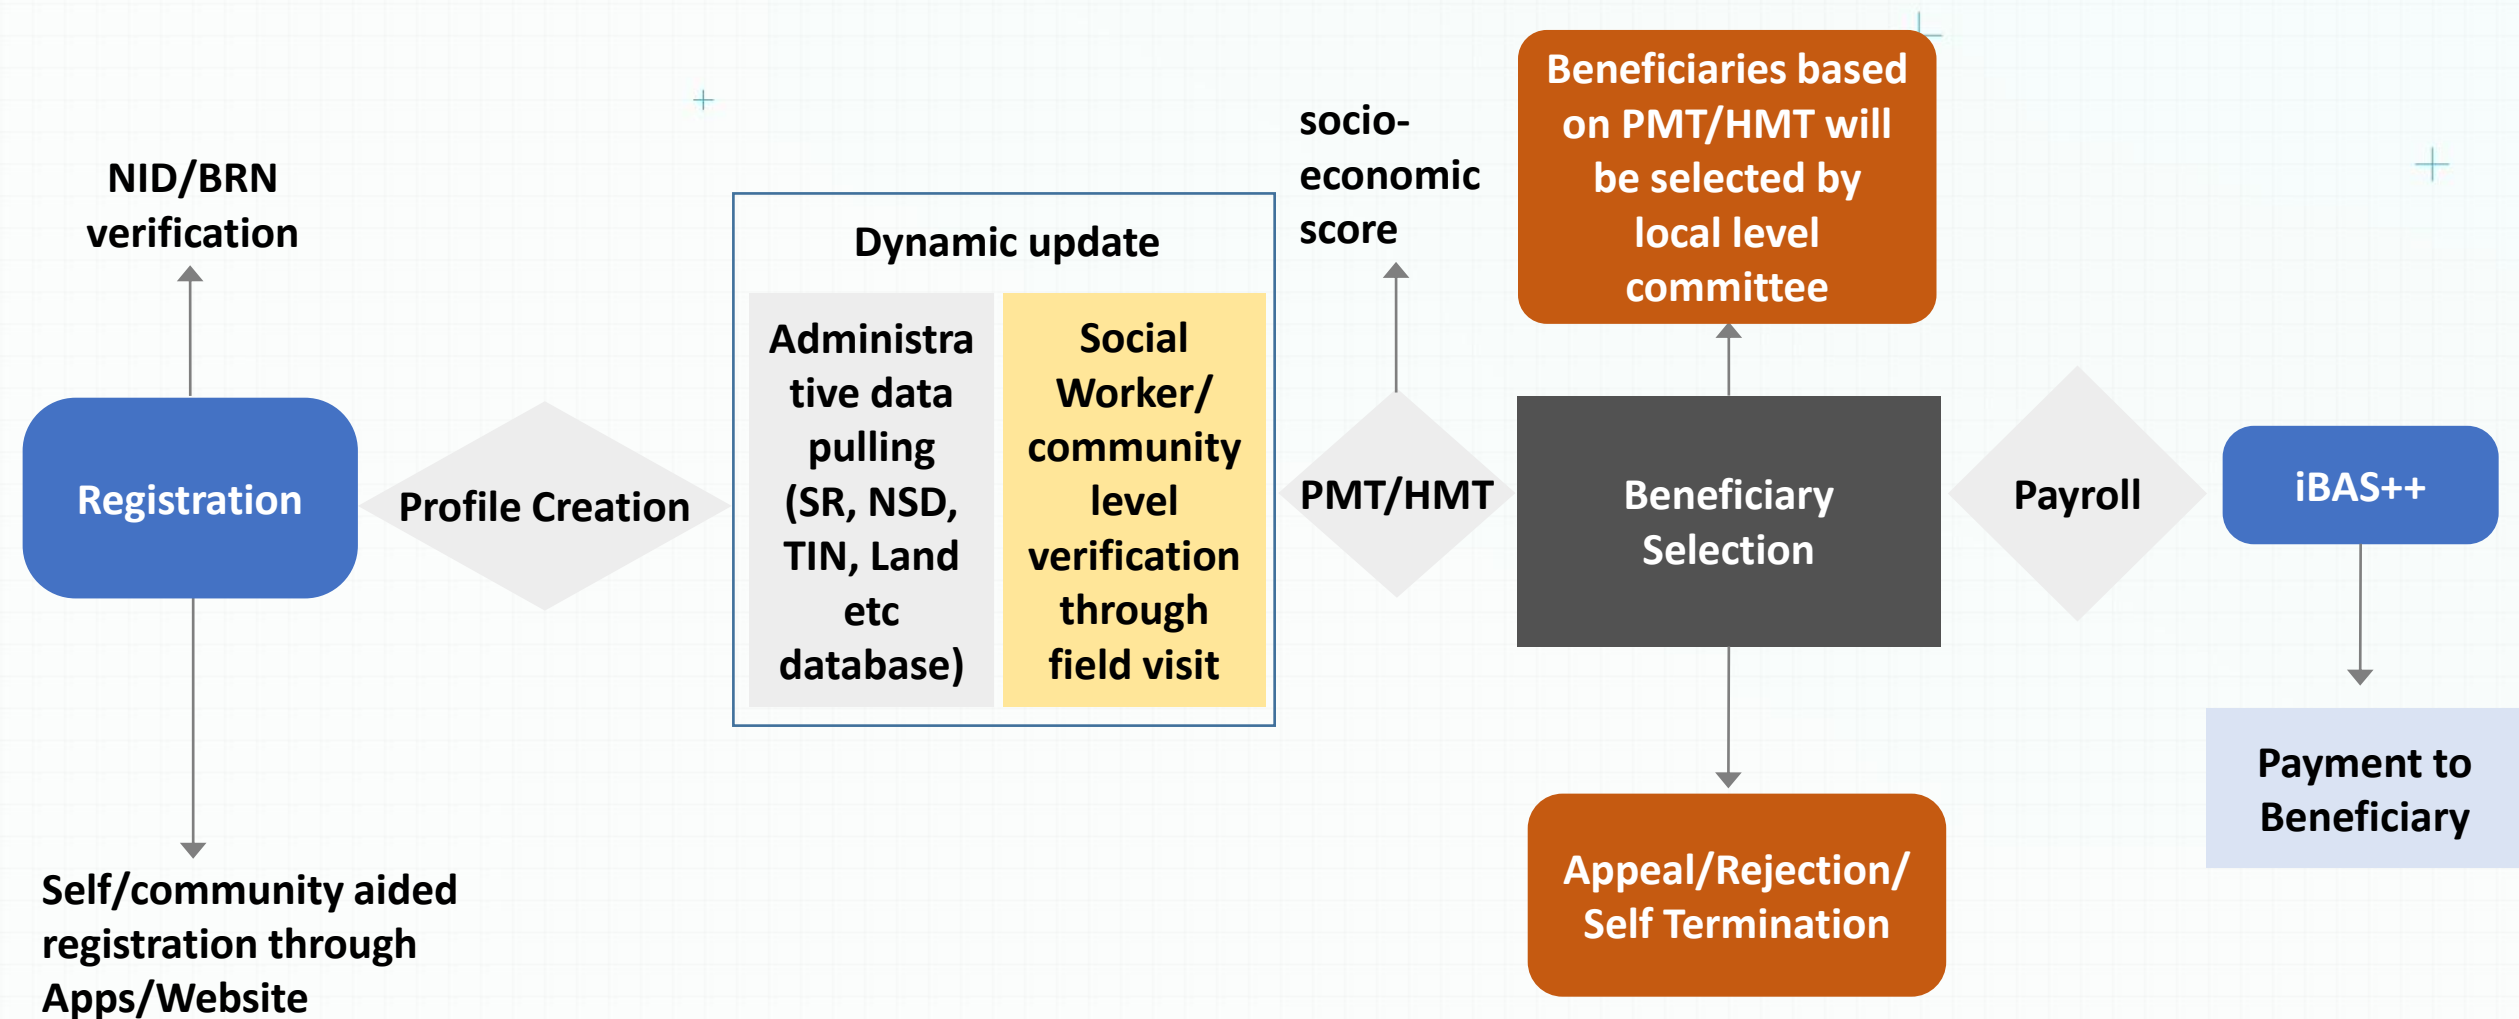 NID/BRN
verification
Registration
Self/community aided
registration through
Apps/Website
Profile Creation
Dynamic update
Administra
tive data
pulling
(SR, NSD,
TIN, Land
etc
database)
Social
Worker/
community
level
verification
through
field visit
socio-
economic
score
PMT/HMT
Beneficiaries based
on PMT/HMT will
be selected by
local level
committee
Beneficiary
Selection
Appeal/Rejection/
Self Termination
Payroll
iBAS++
Payment to
Beneficiary